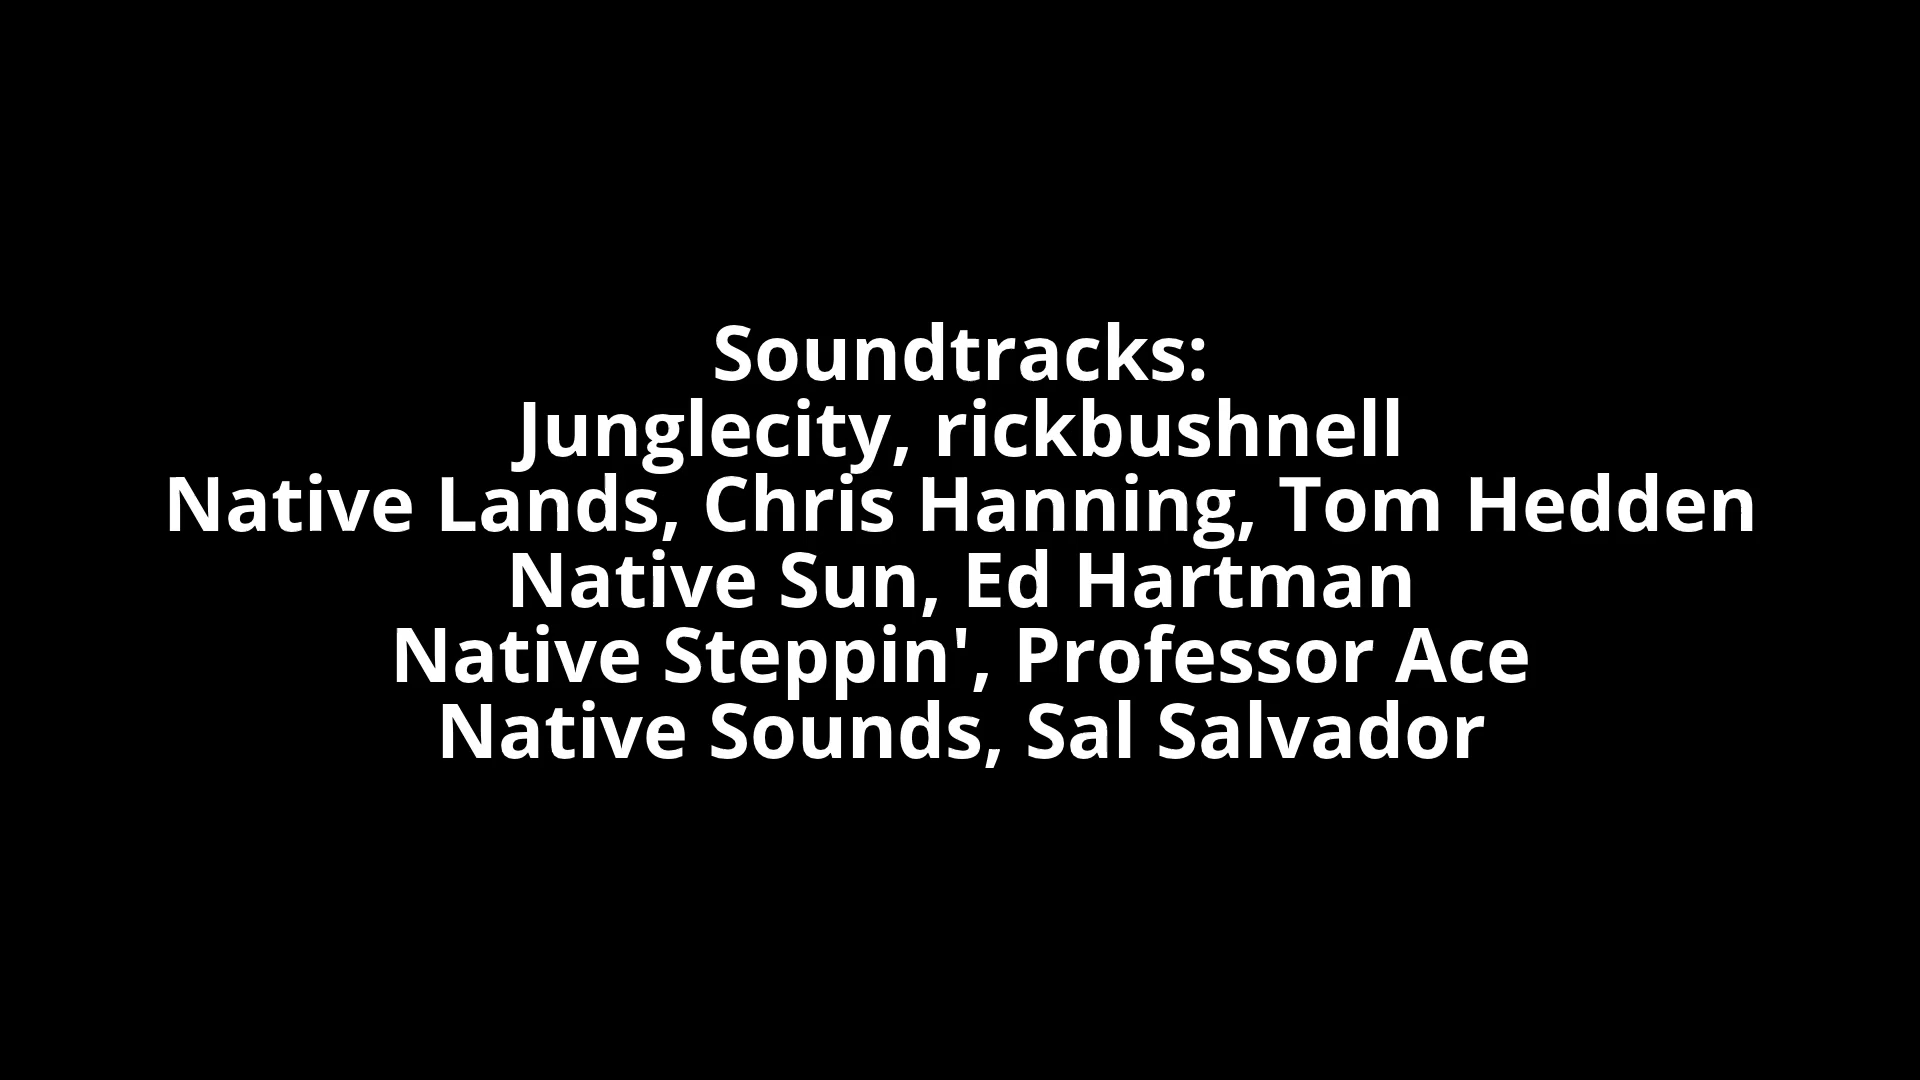 Soundtracks:
Junglecity, rickbushnell
Native Lands, Chris Hanning, Tom Hedden
Native Sun, Ed Hartman
Native Steppin', Professor Ace
Native Sounds, Sal Salvador